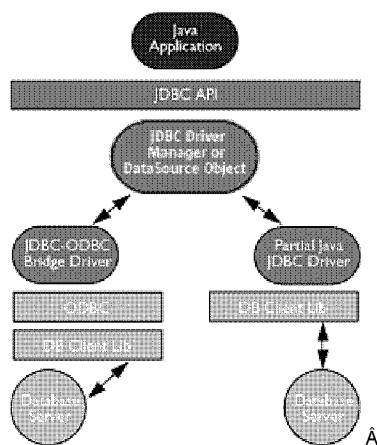 Java
Application
JDBC API
JDBC Driver
Manager or
DataSource Object
JDBC-ODBC
Bridge Driver
Partial Java
JDBC Driver
ODBC
DB Client Lib
DB Client Lib
Database
Server
Database
Server
Â